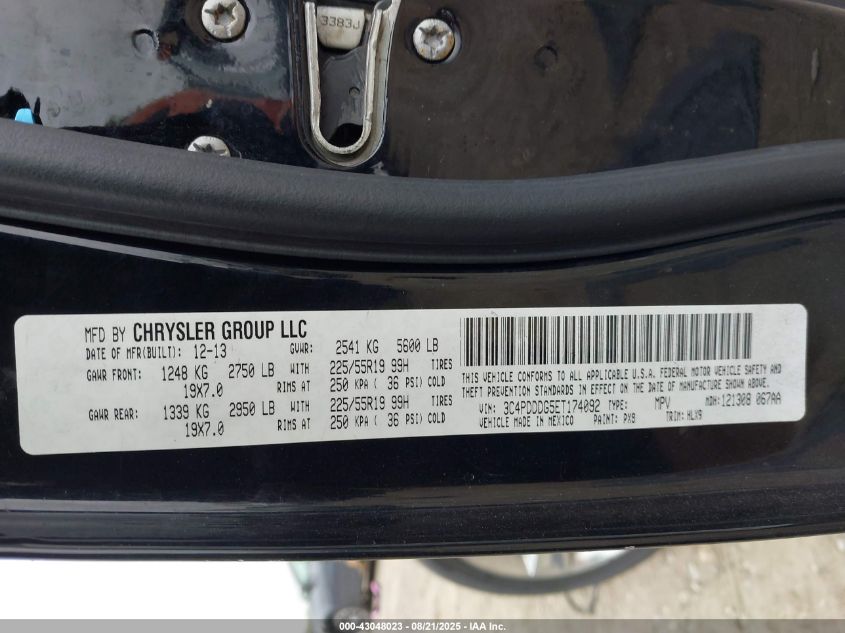 3383J
MFD BY CHRYSLER GROUP LLC
DATE OF MFR(BUILT): 12-13 GVWR: 2541 KG 5600 LB
GAWR FRONT: 1248 KG 2750 LB WITH 225/55R19 99H TIRES
19X7.0 RIMS AT 250 KPA ( 36 PSI) COLD
GAWR REAR: 1339 KG 2950 LB WITH 225/55R19 99H TIRES
19X7.0 RIMS AT 250 KPA ( 36 PSI) COLD
THIS VEHICLE CONFORMS TO ALL APPLICABLE U.S.A. FEDERAL MOTOR VEHICLE SAFETY AND
THEFT PREVENTION STANDARDS IN EFFECT ON THE DATE OF MANUFACTURE SHOWN ABOVE.
VIN: 3C4PDDDG5ET174092 TYPE: MPV MDH: 121308 067AA
VEHICLE MADE IN MEXICO PAINT: PX8 TRIM: HLX9
000-43048023 - 08/21/2025 - IAA Inc.